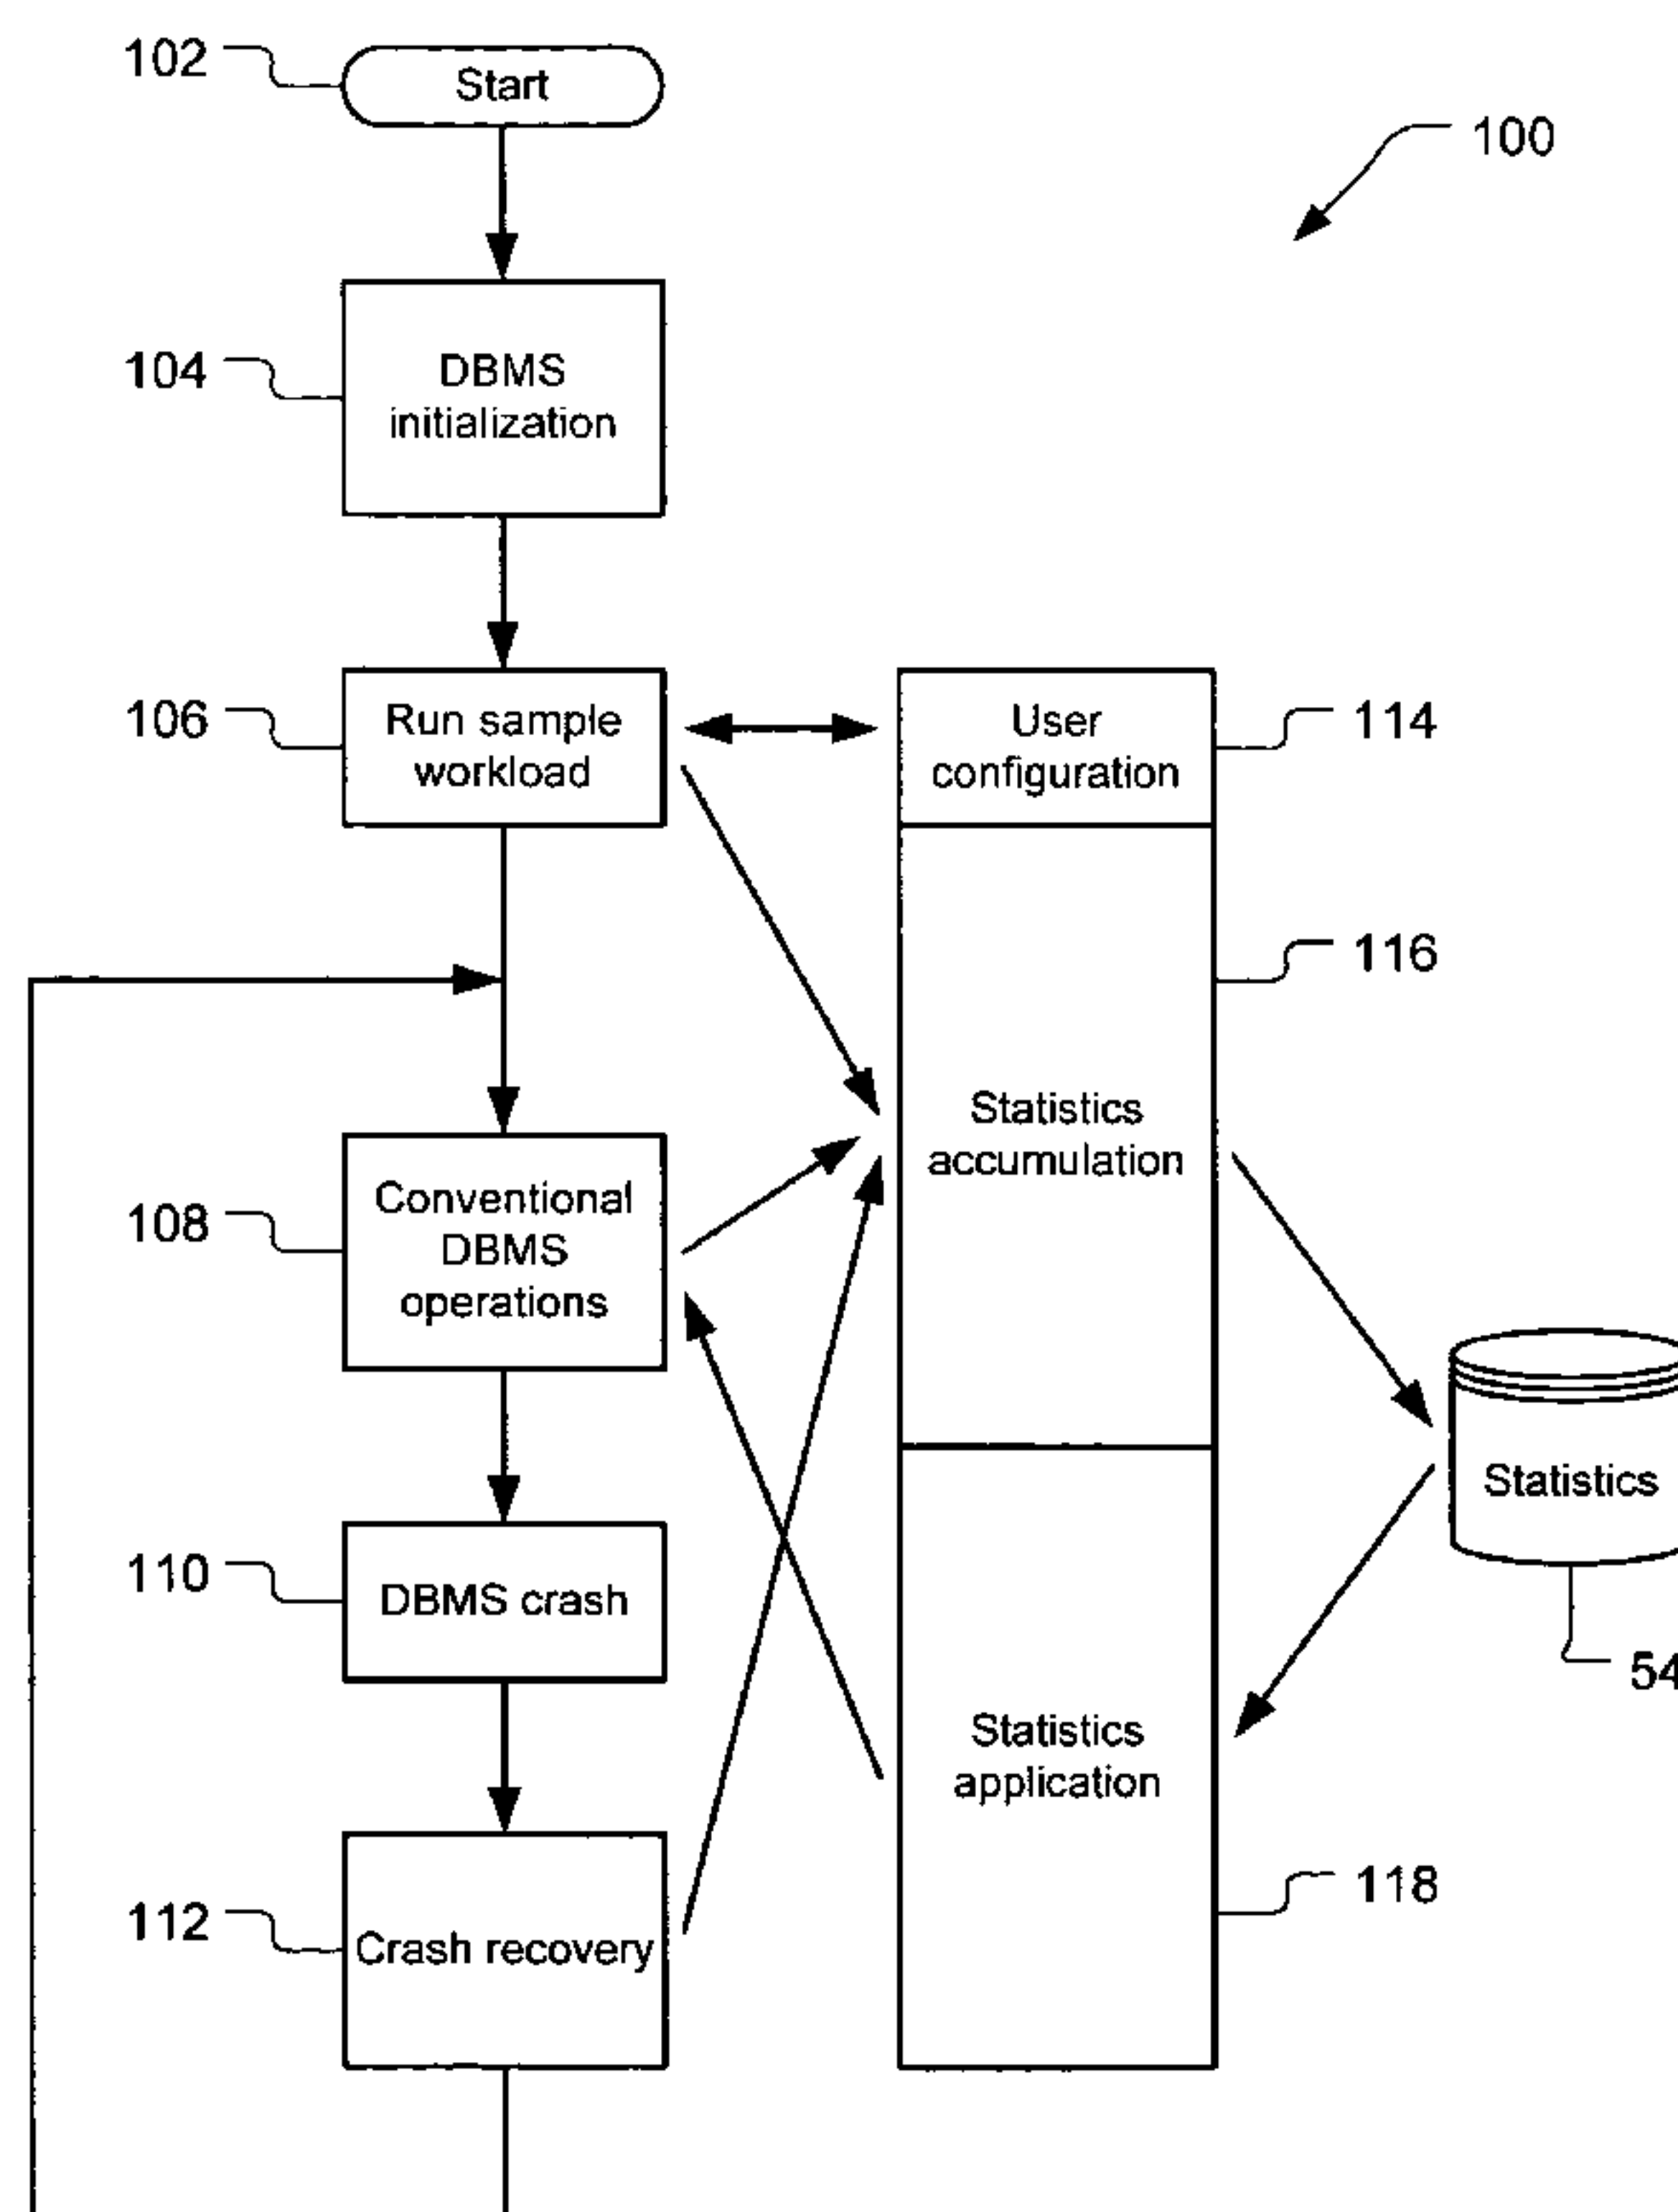 102
Start
100
104
DBMS
initialization
106
Run sample
workload
User
configuration
114
116
Statistics
accumulation
108
Conventional
DBMS
operations
Statistics
54
110
DBMS crash
Statistics
application
118
112
Crash recovery